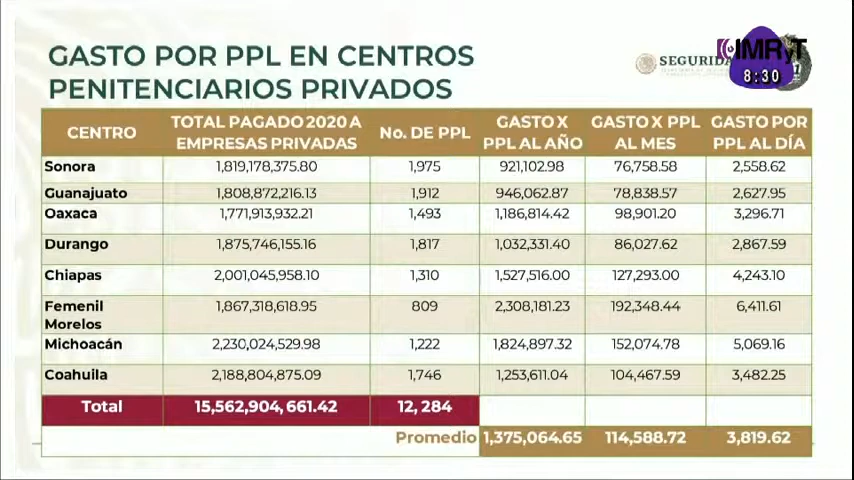 GASTO POR PPL EN CENTROS
PENITENCIARIOS PRIVADOS
IMRyT
8:30
CENTRO TOTAL PAGADO 2020 A EMPRESAS PRIVADAS No. DE PPL GASTO X PPL AL AÑO GASTO X PPL AL MES GASTO POR PPL AL DÍA
Sonora 1,819,178,375.80 1,975 921,102.98 76,758.58 2,558.62
Guanajuato 1,808,872,216.13 1,912 946,062.87 78,838.57 2,627.95
Oaxaca 1,771,913,932.21 1,493 1,186,814.42 98,901.20 3,296.71
Durango 1,875,746,155.16 1,817 1,032,331.40 86,027.62 2,867.59
Chiapas 2,001,045,958.10 1,310 1,527,516.00 127,293.00 4,243.10
Femenil Morelos 1,867,318,618.95 809 2,308,181.23 192,348.44 6,411.61
Michoacán 2,230,024,529.98 1,222 1,824,897.32 152,074.78 5,069.16
Coahuila 2,188,804,875.09 1,746 1,253,611.04 104,467.59 3,482.25
Total 15,562,904,661.42 12, 284
Promedio 1,375,064.65 114,588.72 3,819.62